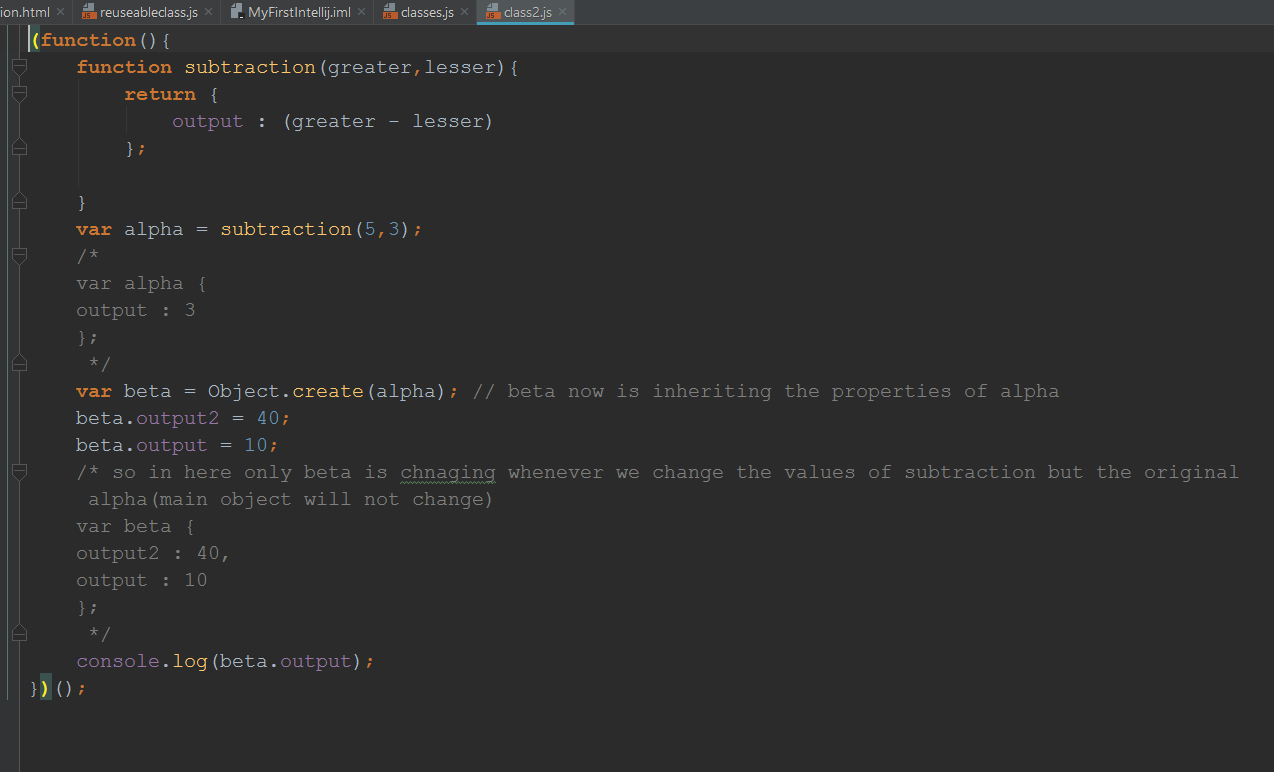 ion.html reuseableclass.js MyFirstIntellij.iml classes.js class2.js
(function(){
function subtraction(greater,lesser){
return {
output : (greater - lesser)
};
}
var alpha = subtraction(5,3);
/*
var alpha {
output : 3
};
*/
var beta = Object.create(alpha); // beta now is inheriting the properties of alpha
beta.output2 = 40;
beta.output = 10;
/* so in here only beta is chnaging whenever we change the values of subtraction but the original
alpha(main object will not change)
var beta {
output2 : 40,
output : 10
};
*/
console.log(beta.output);
})();